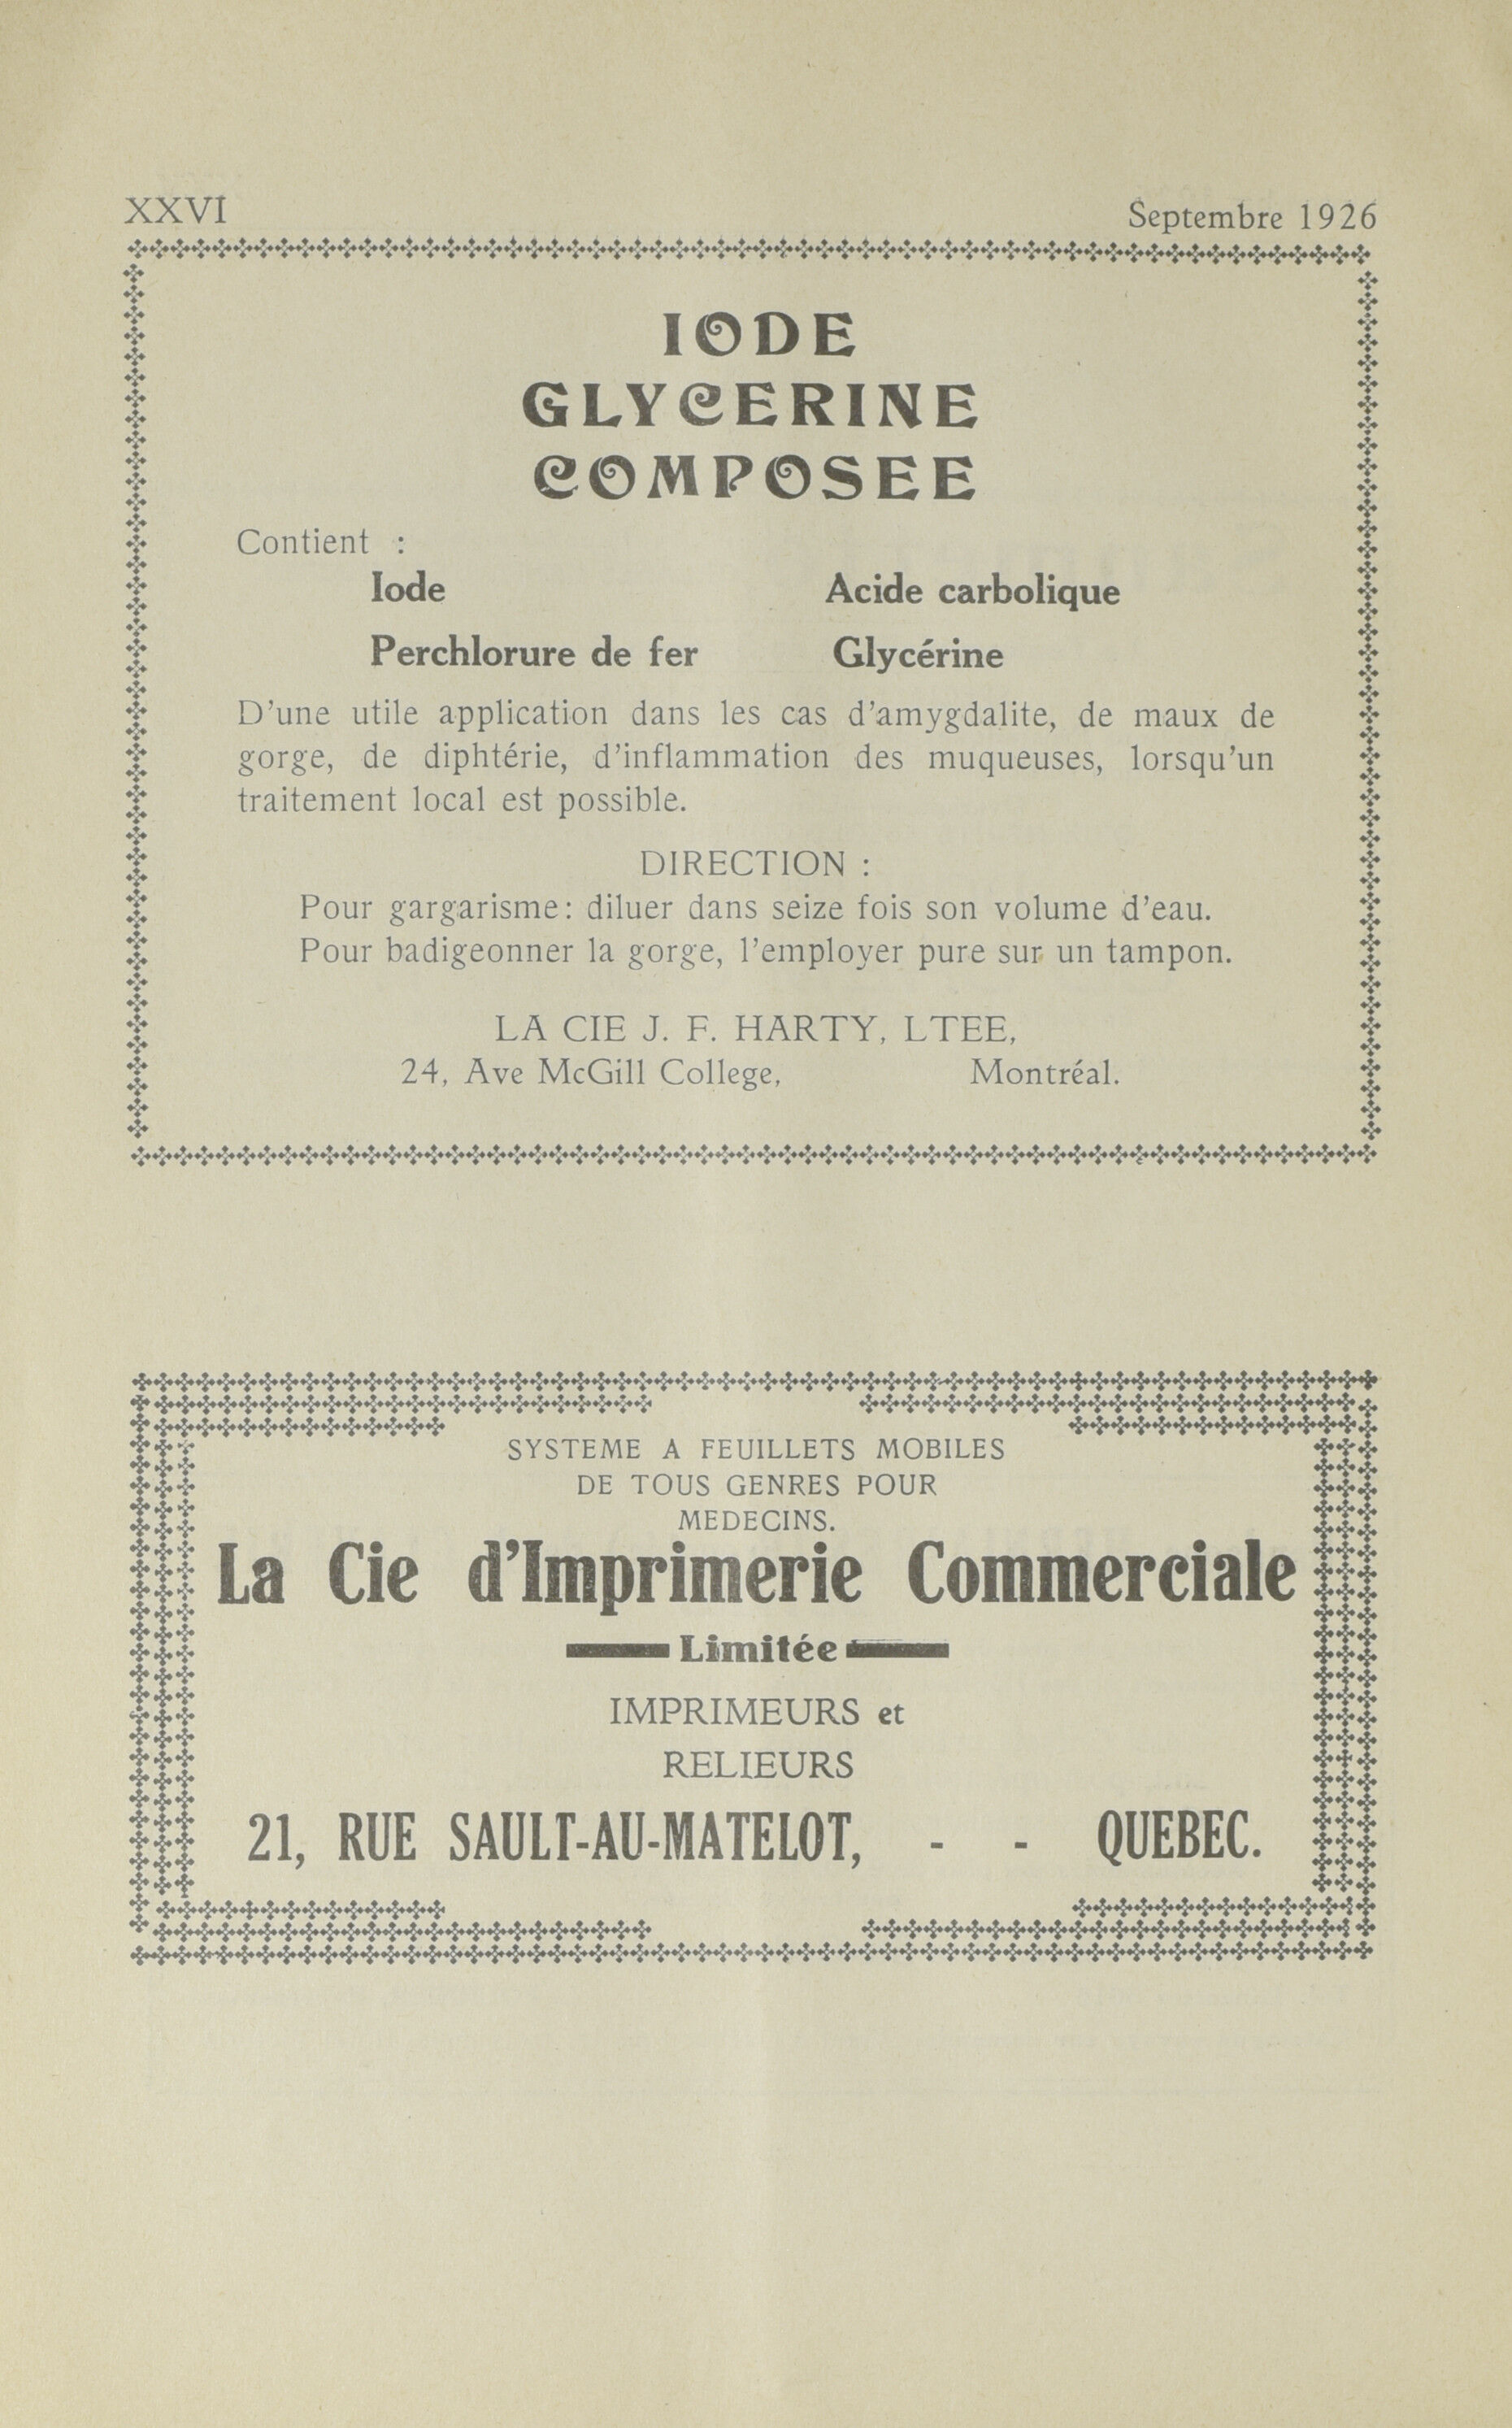 XXVI Septembre 1926
IODE
GLYCERINE
COMPOSEE
Contient :
Iode Acide carbolique
Perchlorure de fer Glycérine
D'une utile application dans les cas d'amygdalite, de maux de
gorge, de diphtérie, d'inflammation des muqueuses, lorsqu'un
traitement local est possible.
DIRECTION :
Pour gargarisme: diluer dans seize fois son volume d'eau.
Pour badigeonner la gorge, l'employer pure sur un tampon.
LA CIE J. F. HARTY, LTEE,
24, Ave McGill College, Montréal.
SYSTEME A FEUILLETS MOBILES
DE TOUS GENRES POUR
MEDECINS.
La Cie d'Imprimerie Commerciale
Limitée
IMPRIMEURS et
RELIEURS
21, RUE SAULT-AU-MATELOT, - - QUEBEC.